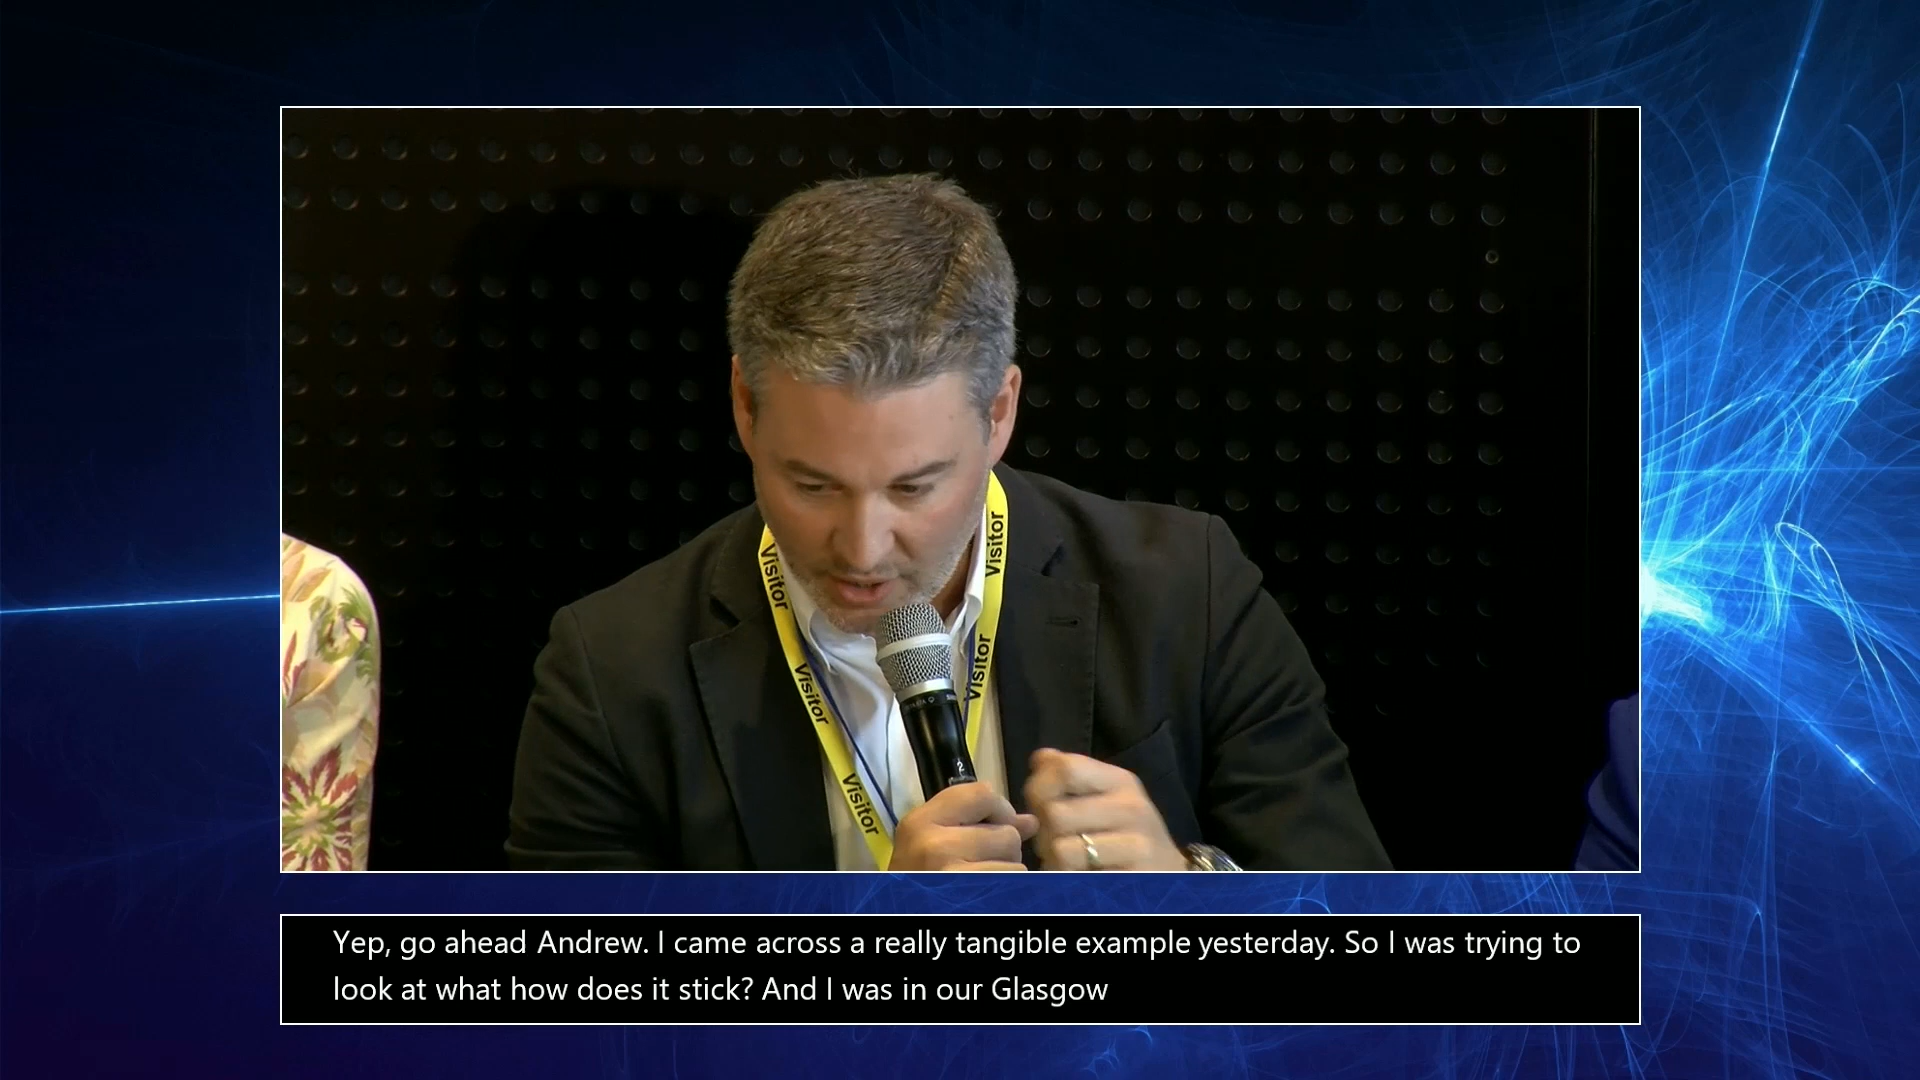 Visitor
Visitor
Visitor
Visitor
Visitor
2
Yep, go ahead Andrew. I came across a really tangible example yesterday. So I was trying to
look at what how does it stick? And I was in our Glasgow